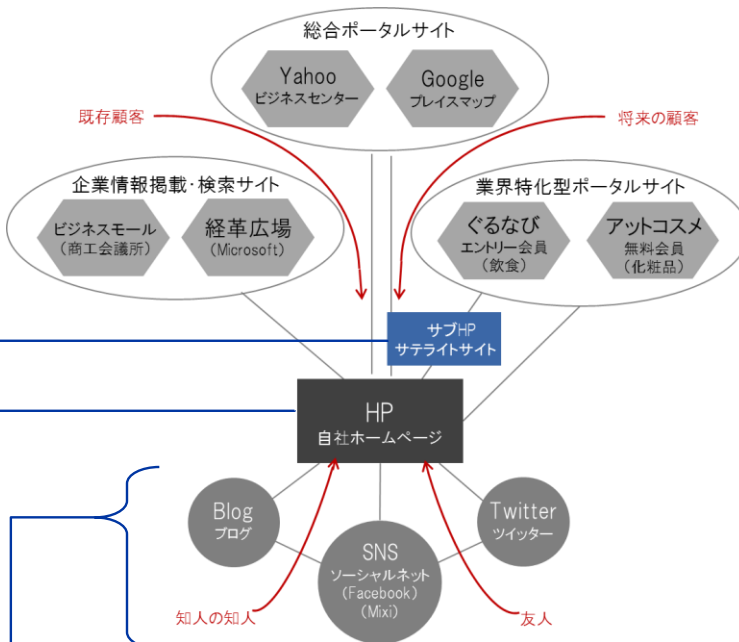 総合ポータルサイト
Yahoo
ビジネスセンター
Google
プレイスマップ
既存顧客
将来の顧客
企業情報掲載・検索サイト
ビジネスモール
（商工会議所）
経革広場
（Microsoft）
業界特化型ポータルサイト
ぐるなび
エントリー会員
（飲食）
アットコスメ
無料会員
（化粧品）
サブHP
サテライトサイト
HP
自社ホームページ
Blog
ブログ
Twitter
ツイッター
SNS
ソーシャルネット
（Facebook）
（Mixi）
知人の知人
友人